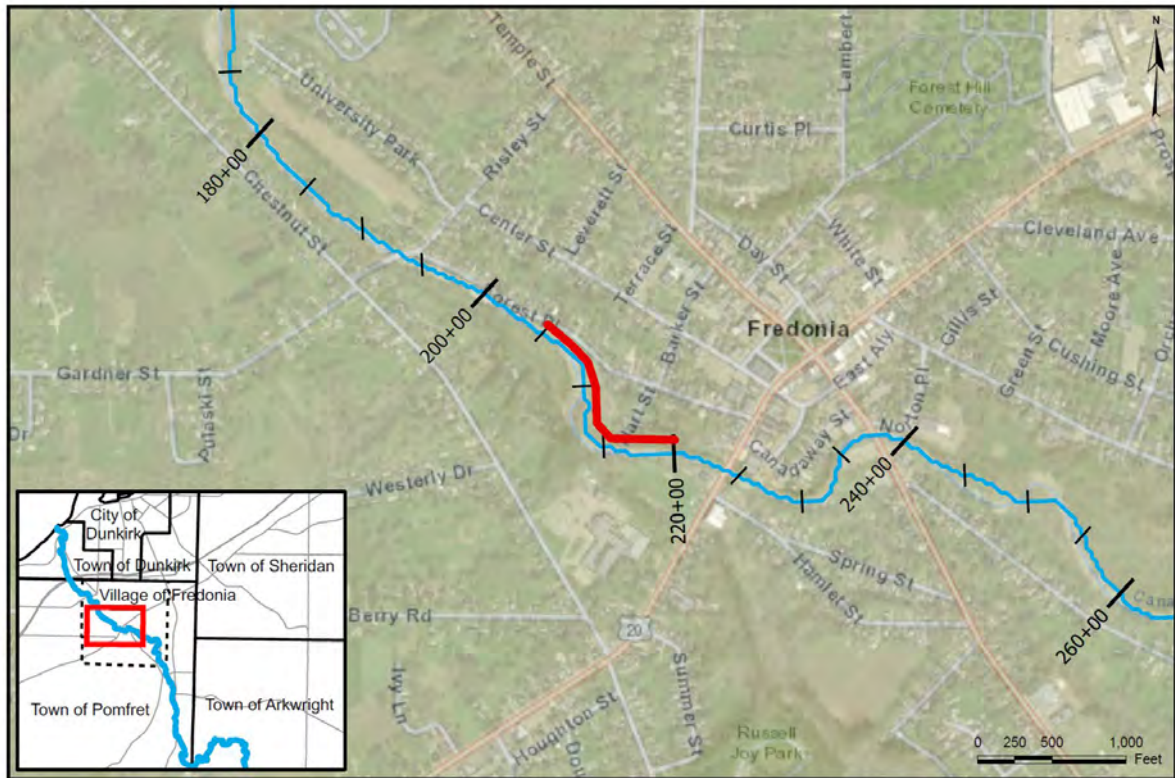 N
Temple St
Lambert
Forest Hill
Cemetery
University Park
Curtis Pl
Risley St
180+00
Chestnut St
Center St
Leverett St
Terrace St
Day St
White St
Cleveland Ave
Moore Ave
Barker St
Forest Pl
200+00
Fredonia
East Aly
Gillis St
Green St
Cushing St
Gardner St
Pulaski St
Dr
Hart St
Canadaway St
Norton Pl
240+00
Westerly Dr
220+00
Spring St
Hamlet St
260+00
Cana
Berry Rd
20
Ivy Ln
Houghton St
Summer St
Russell
Joy Park
City of
Dunkirk
Town of Dunkirk
Town of Sheridan
Village of Fredonia
Town of Pomfret
Town of Arkwright
0 250 500 1,000
Feet